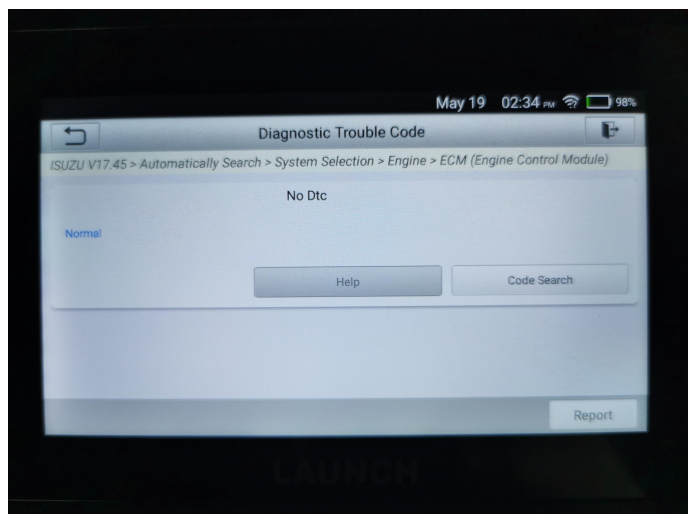 May 19 02:34 PM 98%
Diagnostic Trouble Code
ISUZU V17.45 > Automatically Search > System Selection > Engine > ECM (Engine Control Module)
No Dtc
Normal
Help
Code Search
Report
LAUNCH